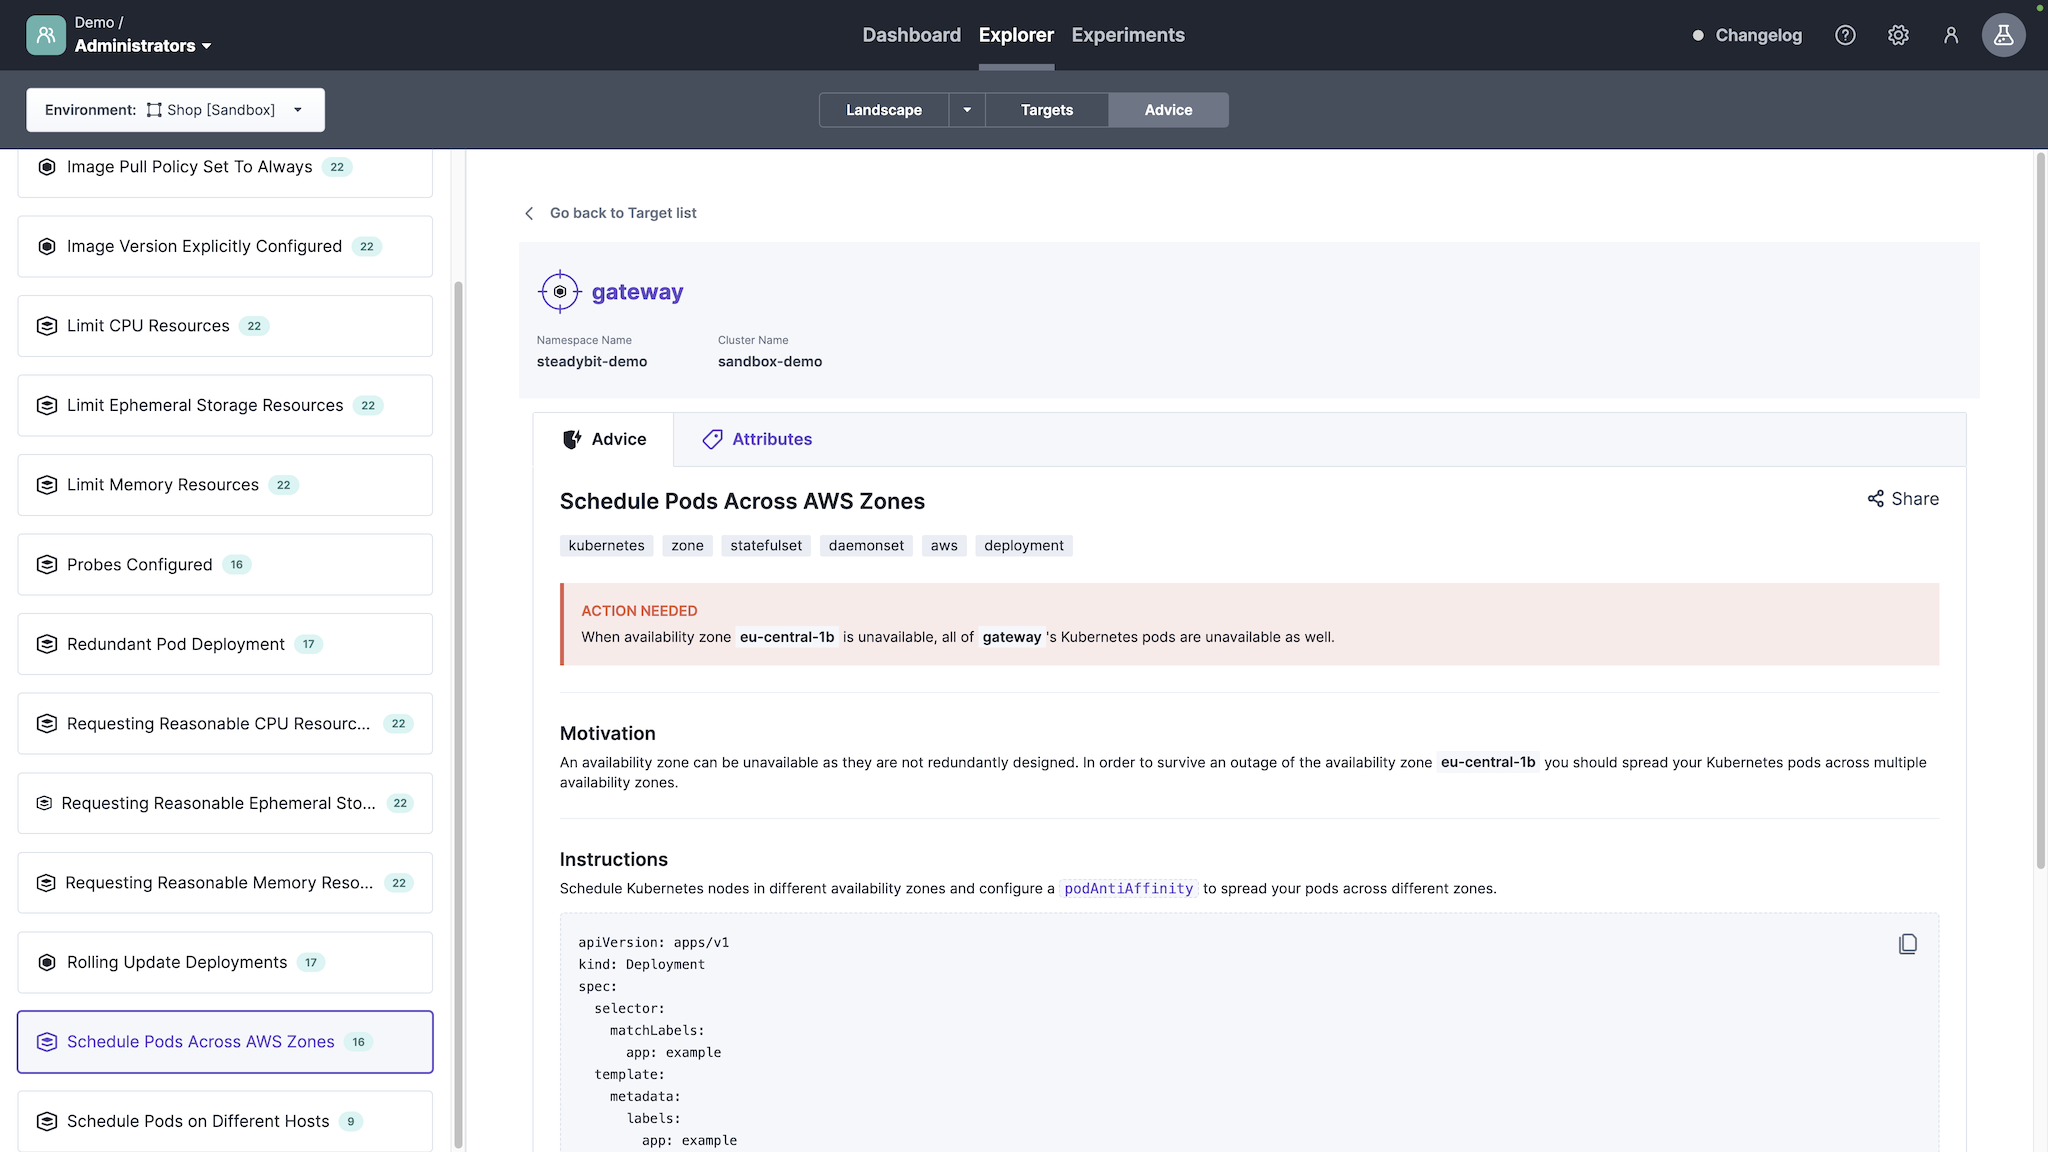 Demo /
Administrators
Dashboard Explorer Experiments
Changelog
Environment: Shop [Sandbox]
Landscape Targets Advice
Image Pull Policy Set To Always 22
Image Version Explicitly Configured 22
Limit CPU Resources 22
Limit Ephemeral Storage Resources 22
Limit Memory Resources 22
Probes Configured 16
Redundant Pod Deployment 17
Requesting Reasonable CPU Resourc... 22
Requesting Reasonable Ephemeral Sto... 22
Requesting Reasonable Memory Reso... 22
Rolling Update Deployments 17
Schedule Pods Across AWS Zones 16
Schedule Pods on Different Hosts 9
Go back to Target list
gateway
Namespace Name Cluster Name
steadybit-demo sandbox-demo
Advice Attributes
Schedule Pods Across AWS Zones
Share
kubernetes zone statefulset daemonset aws deployment
ACTION NEEDED
When availability zone eu-central-1b is unavailable, all of gateway 's Kubernetes pods are unavailable as well.
Motivation
An availability zone can be unavailable as they are not redundantly designed. In order to survive an outage of the availability zone eu-central-1b you should spread your Kubernetes pods across multiple
availability zones.
Instructions
Schedule Kubernetes nodes in different availability zones and configure a podAntiAffinity to spread your pods across different zones.
apiVersion: apps/v1
kind: Deployment
spec:
  selector:
    matchLabels:
      app: example
  template:
    metadata:
      labels:
        app: example